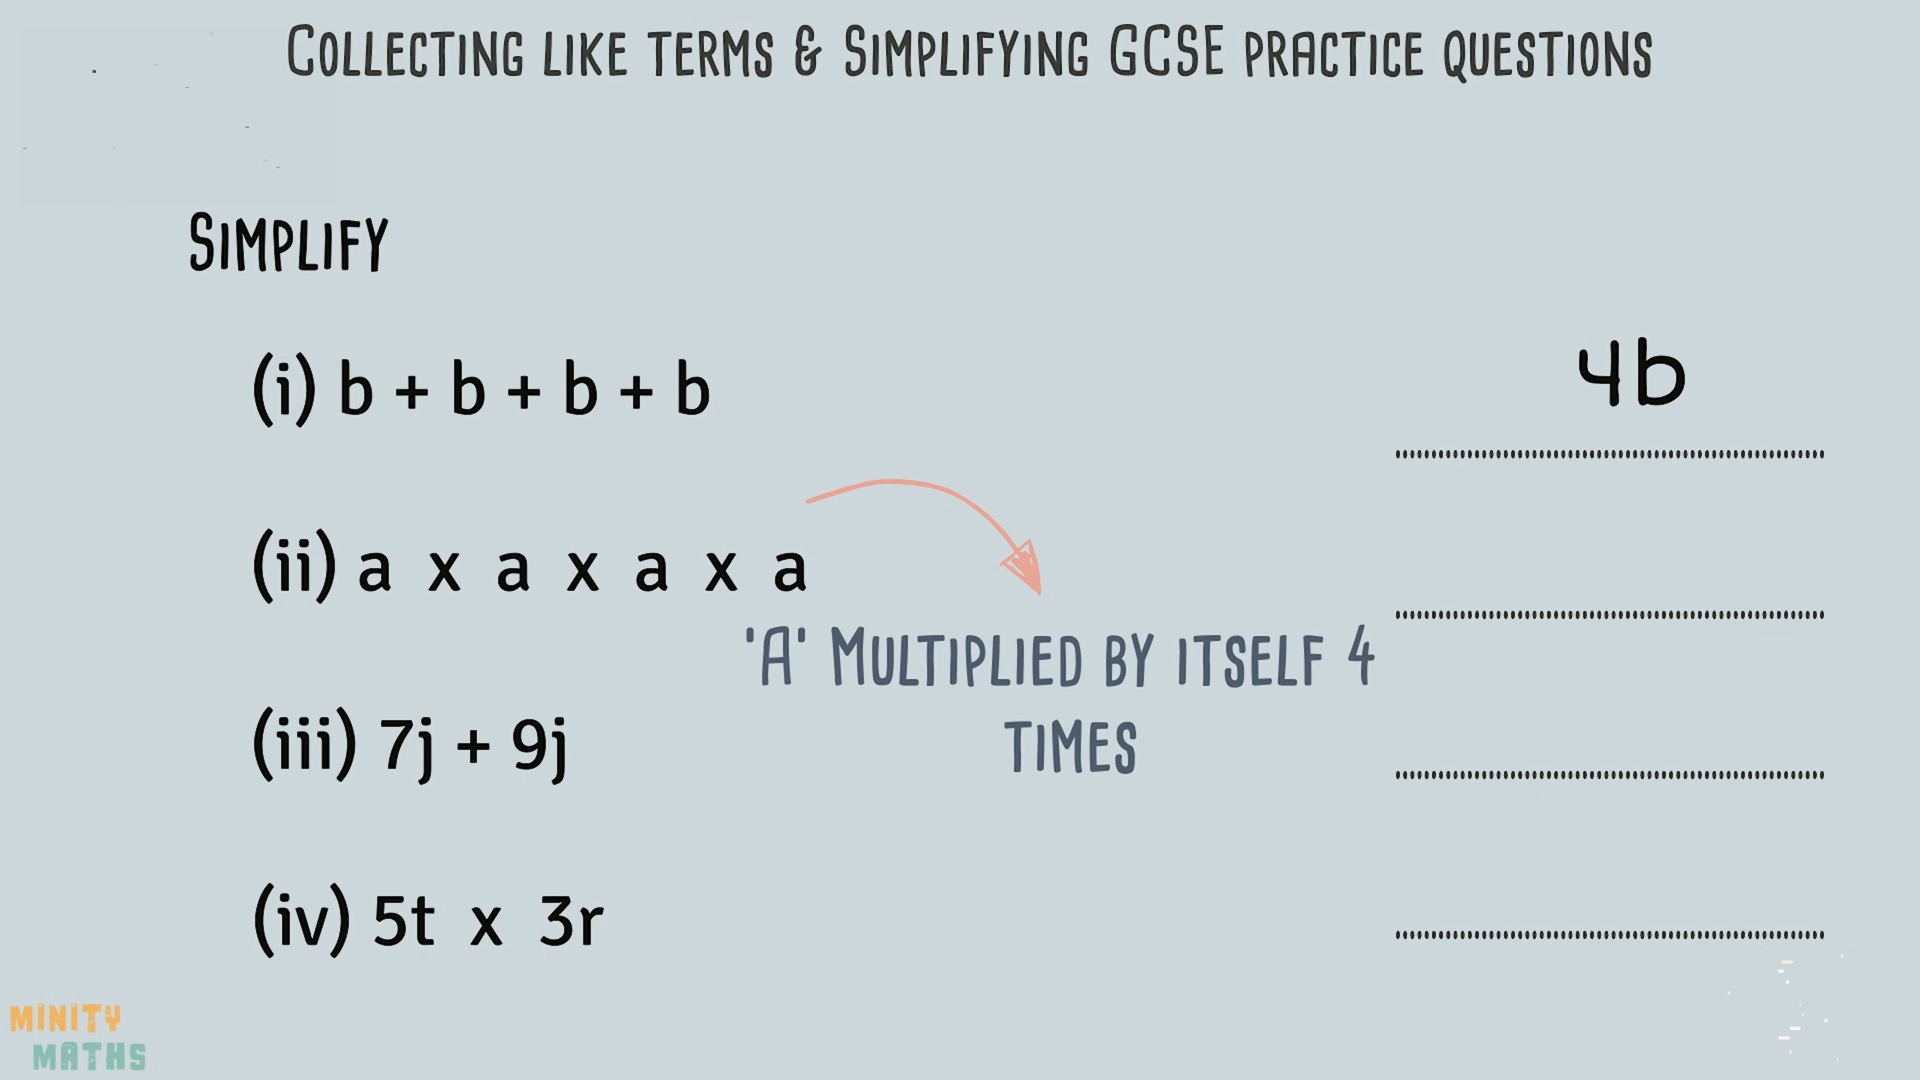 Collecting like terms & Simplifying GCSE practice questions
Simplify
(i) b + b + b + b
4b
(ii) a x a x a x a
'A' Multiplied by itself 4
times
(iii) 7j + 9j
(iv) 5t x 3r
MINITY
MATHS